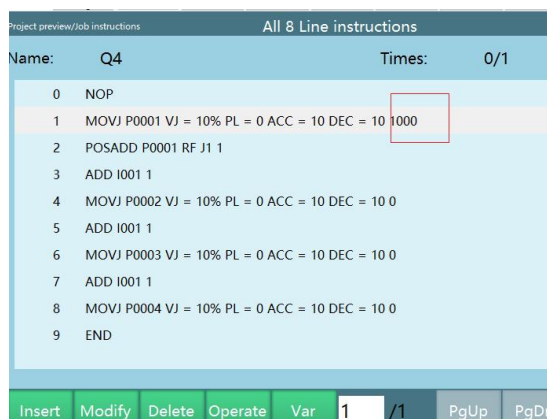 Project preview/Job instructions All 8 Line instructions
Name: Q4 Times: 0/1
0 NOP
1 MOVJ P0001 VJ = 10% PL = 0 ACC = 10 DEC = 10 1000
2 POSADD P0001 RF J1 1
3 ADD I001 1
4 MOVJ P0002 VJ = 10% PL = 0 ACC = 10 DEC = 10 0
5 ADD I001 1
6 MOVJ P0003 VJ = 10% PL = 0 ACC = 10 DEC = 10 0
7 ADD I001 1
8 MOVJ P0004 VJ = 10% PL = 0 ACC = 10 DEC = 10 0
9 END
Insert Modify Delete Operate Var 1 /1 PgUp